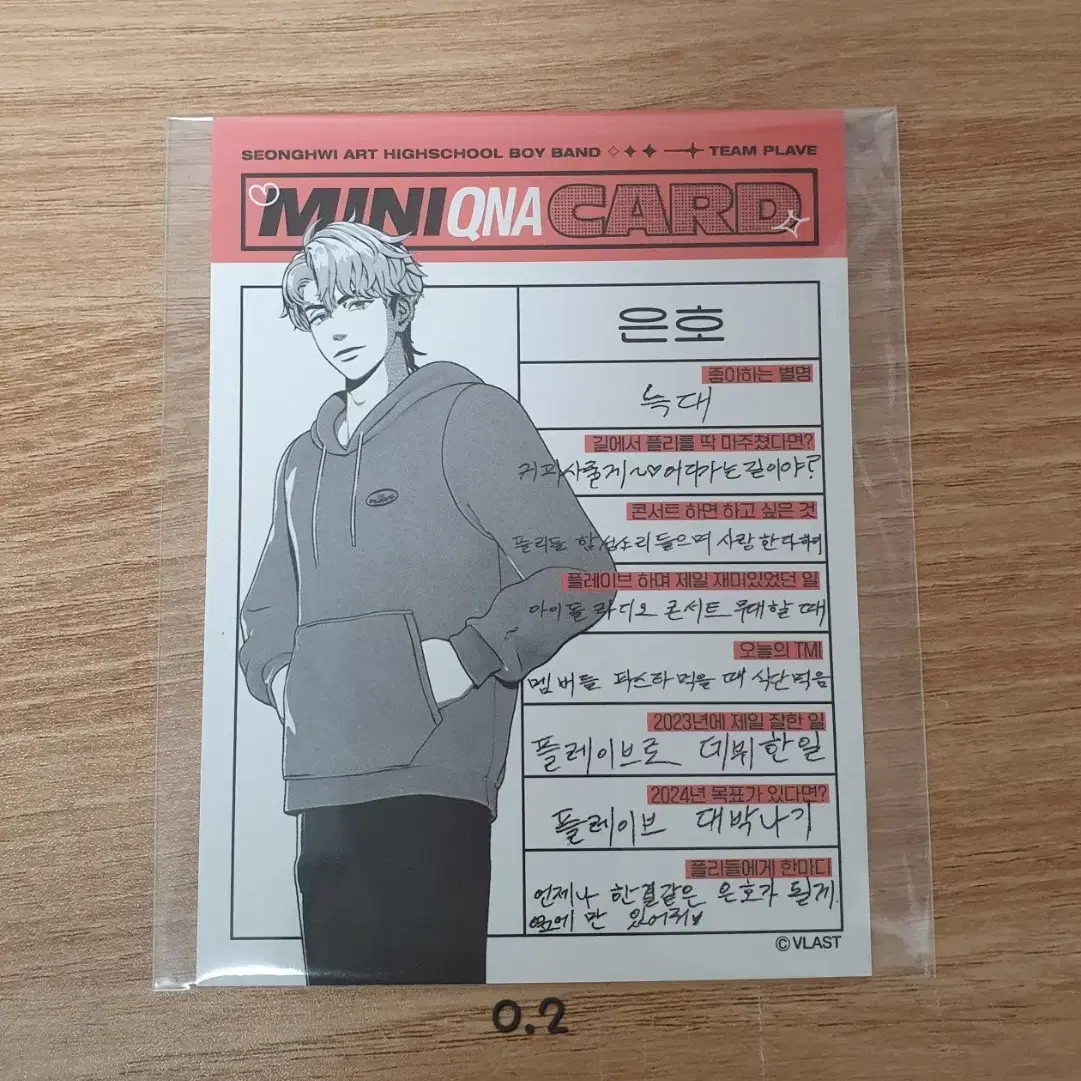 SEONGHWI ART HIGHSCHOOL BOY BAND TEAM PLAVE
MINI QNA CARD
은호
좋아하는 별명
늑대
길에서 플리를 딱 마주쳤다면?
커피사줄게~♡어디가는길이야?
콘서트 하면 하고 싶은 것
플리들 함성소리들으며 사랑한다하기
플레이브 하며 제일 재미있었던 일
아이돌 라디오 콘서트 무대할 때
오늘의 TMI
멤버들 파스타먹을 때 식단먹음
2023년에 제일 잘한 일
플레이브로 데뷔한일
2024년 목표가 있다면?
플레이브 대박나기
플리들에게 한마디
언제나 한결같은 은호가 될게.
옆에 만 있어줘♥
©VLAST
0.2